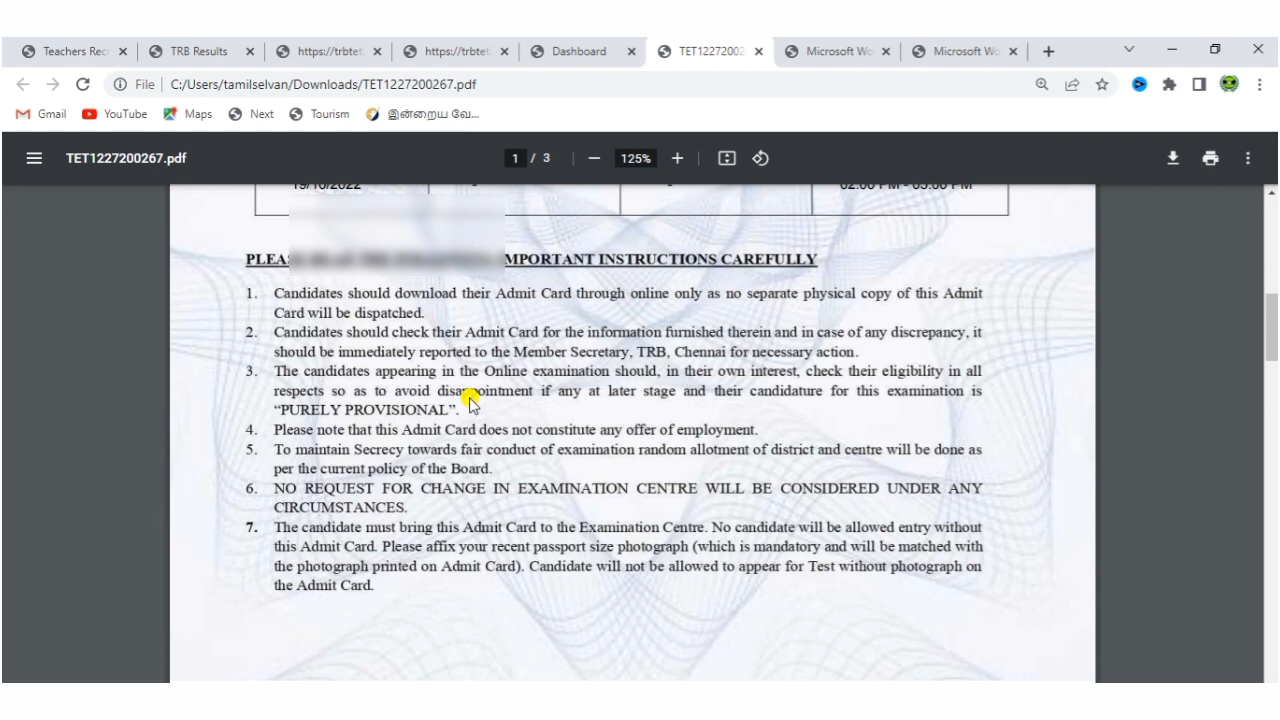 Teachers Rec
TRB Results
https://trbtet.
https://trbtet.
Dashboard
TET12272002
Microsoft Wo
Microsoft Wo
File
C:/Users/tamilselvan/Downloads/TET1227200267.pdf
Gmail
YouTube
Maps
Next
Tourism
இன்றைய வே...
TET1227200267.pdf
1 / 3
125%
19/10/2022 - - 02:00 PM - 05:00 PM
PLEAS IMPORTANT INSTRUCTIONS CAREFULLY
1. Candidates should download their Admit Card through online only as no separate physical copy of this Admit
Card will be dispatched.
2. Candidates should check their Admit Card for the information furnished therein and in case of any discrepancy, it
should be immediately reported to the Member Secretary, TRB, Chennai for necessary action.
3. The candidates appearing in the Online examination should, in their own interest, check their eligibility in all
respects so as to avoid disappointment if any at later stage and their candidature for this examination is
“PURELY PROVISIONAL”.
4. Please note that this Admit Card does not constitute any offer of employment.
5. To maintain Secrecy towards fair conduct of examination random allotment of district and centre will be done as
per the current policy of the Board.
6. NO REQUEST FOR CHANGE IN EXAMINATION CENTRE WILL BE CONSIDERED UNDER ANY
CIRCUMSTANCES.
7. The candidate must bring this Admit Card to the Examination Centre. No candidate will be allowed entry without
this Admit Card. Please affix your recent passport size photograph (which is mandatory and will be matched with
the photograph printed on Admit Card). Candidate will not be allowed to appear for Test without photograph on
the Admit Card.